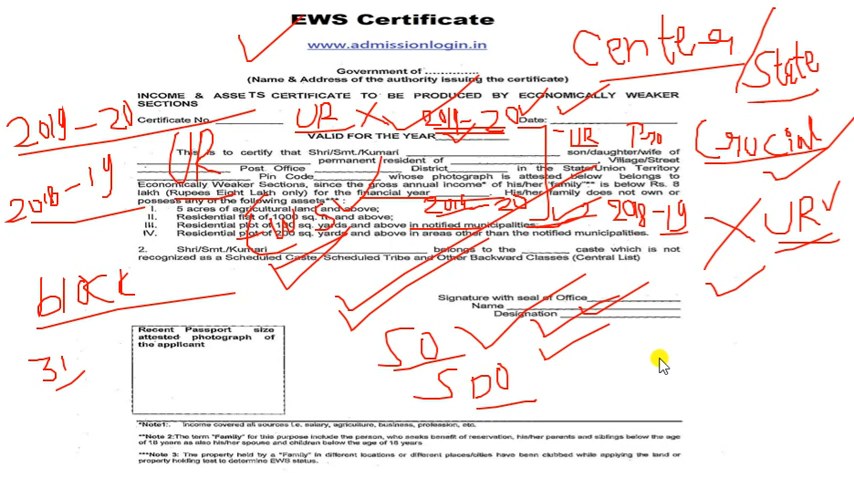 EWS Certificate
www.admissionlogin.in
Center/State
Government of
(Name & Address of the authority issuing the certificate)
INCOME & ASSETS CERTIFICATE TO BE PRODUCED BY ECONOMICALLY WEAKER
SECTIONS
Certificate No. UR X 2019-20 Date:
2019-20
VALID FOR THE YEAR
UR
Crucial
This is to certify that Shri/Smt./Kumari son/daughter/wife of
permanent resident of Village/Street
UR
Post Office District in the State/Union Territory
2018-19
Pin Code whose photograph is attested below belongs to
Economically Weaker Sections, since the gross annual income* of his/her "family"** is below Rs. 8
lakh (Rupees Eight Lakh only) for the financial year His/her family does not own or
possess any of the following assets*** :
2019-20
2018-19
X UR
I. 5 acres of agricultural land and above;
II. Residential flat of 1000 sq. ft. and above;
III. Residential plot of 100 sq. yards and above in notified municipalities;
IV. Residential plot of 200 sq. yards and above in areas other than the notified municipalities.
EWS
2. Shri/Smt./Kumari belongs to the caste which is not
recognized as a Scheduled Caste, Scheduled Tribe and Other Backward Classes (Central List)
block
Signature with seal of Office
Name
Designation
Recent Passport size
attested photograph of
the applicant
SO
SDO
31
*Note1: Income covered all sources i.e. salary, agriculture, business, profession, etc.
**Note 2:The term "Family" for this purpose include the person, who seeks benefit of reservation, his/her parents and siblings below the age
of 18 years as also his/her spouse and children below the age of 18 years
***Note 3: The property held by a "Family" in different locations or different places/cities have been clubbed while applying the land or
property holding test to determine EWS status.